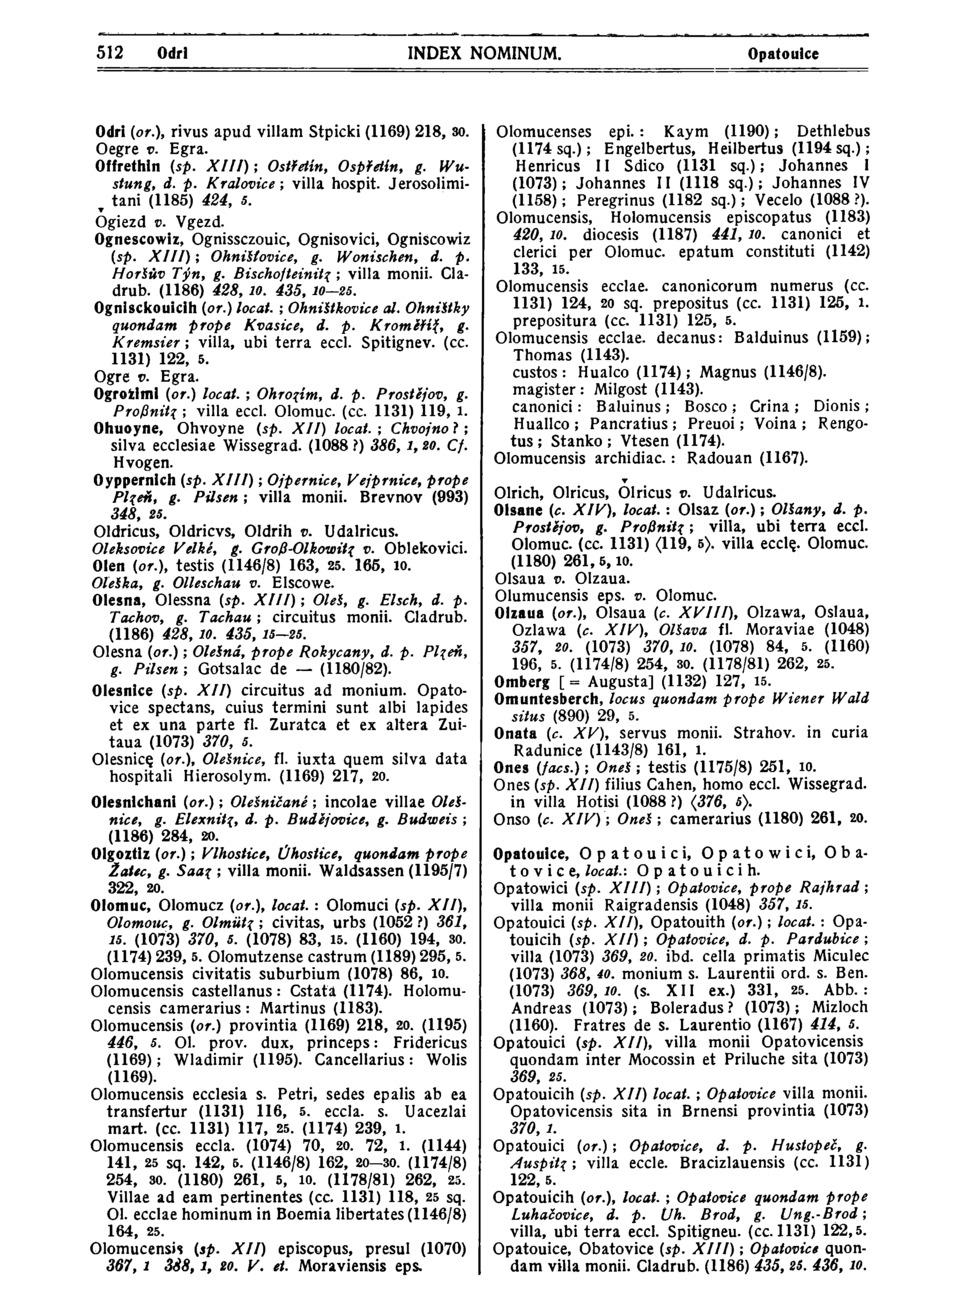 512 Odri INDEX NOMINUM. Opatouice
Odri (or.), rivus apud villam Stpicki (1169) 218, 30.
Oegre v. Egra.
Offrethin (sp. XIII); Ostřetín, Ospřetín, g. Wu-
stung, d. p. Kralovice; villa hospit. Jerosolimi-
tani (1185) 424, 5.
Ogiezd v. Vgezd.
Ognescowiz, Ognissczouic, Ognisovici, Ogniscowiz
(sp. XIII); Ohništovice, g. Wonischen, d. p.
Horšův Týn, g. Bischofteinitz; villa monii. Cla-
drub. (1186) 428, 10. 435, 10—25.
Ognisckouicih (or.) locat.; Ohništkovice al. Ohništky
quondam prope Kvasice, d. p. Kroměříž, g.
Kremsier; villa, ubi terra eccl. Spitignev. (cc.
1131) 122, 5.
Ogre v. Egra.
Ogrozimi (or.) locat.; Ohrozim, d. p. Prostějov, g.
Proßnitz; villa eccl. Olomuc. (cc. 1131) 119, 1.
Ohuoyne, Ohvoyne (sp. XII) locat.; Chvojno?;
silva ecclesiae Wissegrad. (1088?) 386, 1, 20. Cf.
Hvogen.
Oyppernich (sp. XIII); Ojpernice, Vejprnice, prope
Plzeň, g. Pilsen; villa monii. Brevnov (993)
348, 25.
Oldricus, Oldricvs, Oldrih v. Udalricus.
Oleksovice Velké, g. Groß-Olkowitz v. Oblekovici.
Olen (or.), testis (1146/8) 163, 25. 165, 10.
Oleška, g. Olleschau v. Elscowe.
Olesna, Olessna (sp. XIII); Oleš, g. Elsch, d. p.
Tachov, g. Tachau; circuitus monii. Cladrub.
(1186) 428, 10. 435, 15—25.
Olesna (or.); Olešná, prope Rokycany, d. p. Plzeň,
g. Pilsen; Gotsalac de — (1180/82).
Olesnice (sp. XII) circuitus ad monium. Opato-
vice spectans, cuius termini sunt albi lapides
et ex una parte fl. Zuratca et ex altera Zui-
taua (1073) 370, 5.
Olesnicę (or.), Olešnice, fl. iuxta quem silva data
hospitali Hierosolym. (1169) 217, 20.
Olesnichani (or.); Olešničané; incolae villae Oleš-
nice, g. Elexnitz, d. p. Budějovice, g. Budweis;
(1186) 284, 20.
Olgoztiz (or.); Vlhostice, Úhostice, quondam prope
Žatec, g. Saaz; villa monii. Waldsassen (1195/7)
322, 20.
Olomuc, Olomucz (or.), locat.: Olomuci (sp. XII),
Olomouc, g. Olmütz; civitas, urbs (1052?) 361,
15. (1073) 370, 5. (1078) 83, 15. (1160) 194, 30.
(1174) 239, 5. Olomutzense castrum (1189) 295, 5.
Olomucensis civitatis suburbium (1078) 86, 10.
Olomucensis castellanus: Cstata (1174). Holomu-
censis camerarius: Martinus (1183).
Olomucensis (or.) provintia (1169) 218, 20. (1195)
446, 5. Ol. prov. dux, princeps: Fridericus
(1169); Wladimir (1195). Cancellarius: Wolis
(1169).
Olomucensis ecclesia s. Petri, sedes epalis ab ea
transfertur (1131) 116, 5. eccla. s. Uacezlai
mart. (cc. 1131) 117, 25. (1174) 239, 1.
Olomucensis eccla. (1074) 70, 20. 72, 1. (1144)
141, 25 sq. 142, 5. (1146/8) 162, 20—30. (1174/8)
254, 30. (1180) 261, 5, 10. (1178/81) 262, 25.
Villae ad eam pertinentes (cc. 1131) 118, 25 sq.
Ol. ecclae hominum in Boemia libertates (1146/8)
164, 25.
Olomucensis (sp. XII) episcopus, presul (1070)
367, 1 388, 1, 20. V. et. Moraviensis eps.
Olomucenses epi.: Kaym (1190); Dethlebus
(1174 sq.); Engelbertus, Heilbertus (1194 sq.);
Henricus II Sdico (1131 sq.); Johannes I
(1073); Johannes II (1118 sq.); Johannes IV
(1158); Peregrinus (1182 sq.); Vecelo (1088?).
Olomucensis, Holomucensis episcopatus (1183)
420, 10. diocesis (1187) 441, 10. canonici et
clerici per Olomuc. epatum constituti (1142)
133, 15.
Olomucensis ecclae. canonicorum numerus (cc.
1131) 124, 20 sq. prepositus (cc. 1131) 125, 1.
prepositura (cc. 1131) 125, 5.
Olomucensis ecclae. decanus: Balduinus (1159);
Thomas (1143).
custos: Hualco (1174); Magnus (1146/8).
magister: Milgost (1143).
canonici: Baluinus; Bosco; Crina; Dionis;
Huallco; Pancratius; Preuoi; Voina; Rengo-
tus; Stanko; Vtesen (1174).
Olomucensis archidiac.: Radouan (1167).
Olrich, Olricus, Ölricus v. Udalricus.
Olsane (c. XIV), locat.: Olsaz (or.); Olšany, d. p.
Prostějov, g. Proßnitz; villa, ubi terra eccl.
Olomuc. (cc. 1131) ⟨119, 5⟩. villa ecclę. Olomuc.
(1180) 261, 5, 10.
Olsaua v. Olzaua.
Olumucensis eps. v. Olomuc.
Olzaua (or.), Olsaua (c. XVIII), Olzawa, Oslaua,
Ozlawa (c. XIV), Olšava fl. Moraviae (1048)
357, 20. (1073) 370, 10. (1078) 84, 5. (1160)
196, 5. (1174/8) 254, 30. (1178/81) 262, 25.
Omberg [= Augusta] (1132) 127, 15.
Omuntesberch, locus quondam prope Wiener Wald
situs (890) 29, 5.
Onata (c. XV), servus monii. Strahov. in curia
Radunice (1143/8) 161, 1.
Ones (facs.); Oneš; testis (1175/8) 251, 10.
Ones (sp. XII) filius Cahen, homo eccl. Wissegrad.
in villa Hotisi (1088?) ⟨376, 5⟩.
Onso (c. XIV); Oneš; camerarius (1180) 261, 20.
Opatouice, Opatouici, Opatowici, Oba-
tovice, locat.: Opatouicih.
Opatowici (sp. XIII); Opatovice, prope Rajhrad;
villa monii Raigradensis (1048) 357, 15.
Opatouici (sp. XII), Opatouith (or.); locat.: Opa-
touicih (sp. XII); Opatovice, d. p. Pardubice;
villa (1073) 369, 20. ibd. cella primatis Miculec
(1073) 368, 40. monium s. Laurentii ord. s. Ben.
(1073) 369, 10. (s. XII ex.) 331, 25. Abb.:
Andreas (1073); Boleradus? (1073); Mizloch
(1160). Fratres de s. Laurentio (1167) 414, 5.
Opatouici (sp. XII), villa monii Opatovicensis
quondam inter Mocossin et Priluche sita (1073)
369, 25.
Opatouicih (sp. XII) locat.; Opatovice villa monii.
Opatovicensis sita in Brnensi provintia (1073)
370, 1.
Opatouici (or.); Opatovice, d. p. Hustopeč, g.
Auspitz; villa eccle. Bracizlauensis (cc. 1131)
122, 5.
Opatouicih (or.), locat.; Opatovice quondam prope
Luhačovice, d. p. Uh. Brod, g. Ung.-Brod;
villa, ubi terra eccl. Spitigneu. (cc. 1131) 122, 5.
Opatouice, Obatovice (sp. XIII); Opatovice quon-
dam villa monii. Cladrub. (1186) 435, 25. 436, 10.